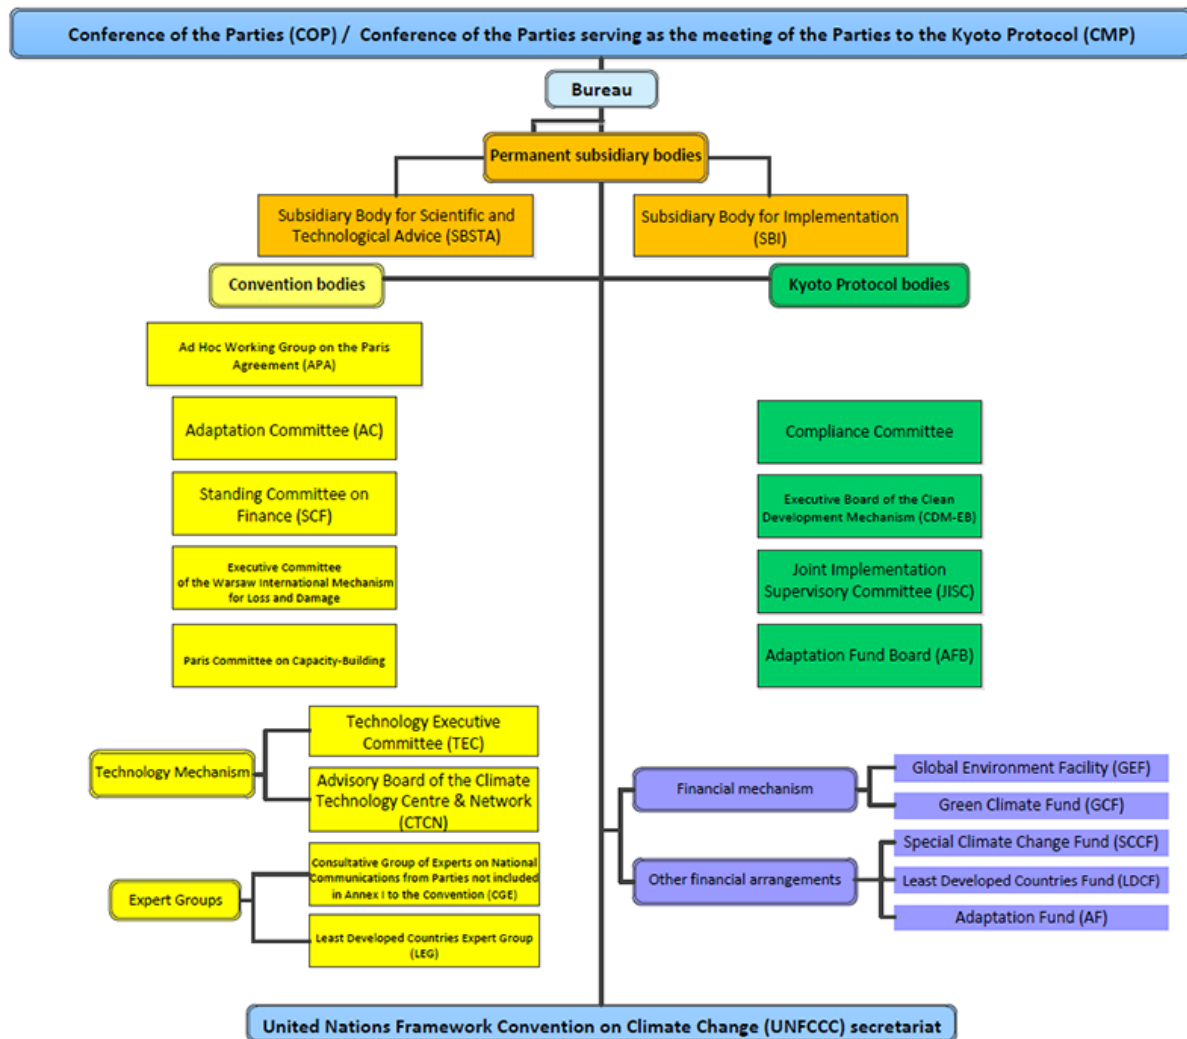 Conference of the Parties (COP) / Conference of the Parties serving as the meeting of the Parties to the Kyoto Protocol (CMP)
Bureau
Permanent subsidiary bodies
Subsidiary Body for Scientific and
Technological Advice (SBSTA)
Subsidiary Body for Implementation
(SBI)
Convention bodies
Kyoto Protocol bodies
Ad Hoc Working Group on the Paris
Agreement (APA)
Adaptation Committee (AC)
Standing Committee on
Finance (SCF)
Executive Committee
of the Warsaw International Mechanism
for Loss and Damage
Paris Committee on Capacity-Building
Compliance Committee
Executive Board of the Clean
Development Mechanism (CDM-EB)
Joint Implementation
Supervisory Committee (JISC)
Adaptation Fund Board (AFB)
Technology Mechanism
Technology Executive
Committee (TEC)
Advisory Board of the Climate
Technology Centre & Network
(CTCN)
Expert Groups
Consultative Group of Experts on National
Communications from Parties not included
in Annex I to the Convention (CGE)
Least Developed Countries Expert Group
(LEG)
Financial mechanism
Global Environment Facility (GEF)
Green Climate Fund (GCF)
Other financial arrangements
Special Climate Change Fund (SCCF)
Least Developed Countries Fund (LDCF)
Adaptation Fund (AF)
United Nations Framework Convention on Climate Change (UNFCCC) secretariat